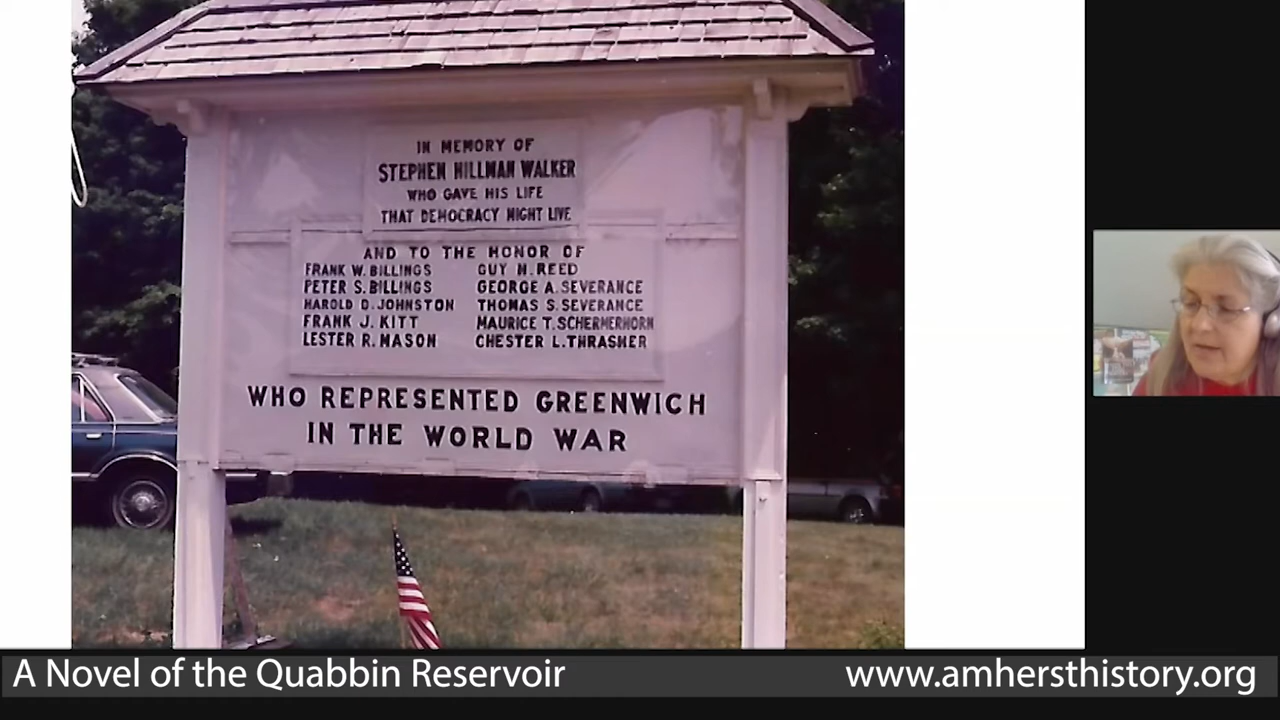 IN MEMORY OF
STEPHEN HILLMAN WALKER
WHO GAVE HIS LIFE
THAT DEMOCRACY MIGHT LIVE
AND TO THE HONOR OF
FRANK W. BILLINGS
PETER S. BILLINGS
HAROLD D. JOHNSTON
FRANK J. KITT
LESTER R. MASON
GUY M. REED
GEORGE A. SEVERANCE
THOMAS S. SEVERANCE
MAURICE T. SCHERMERHORN
CHESTER L. THRASHER
WHO REPRESENTED GREENWICH
IN THE WORLD WAR
A Novel of the Quabbin Reservoir
www.amhersthistory.org